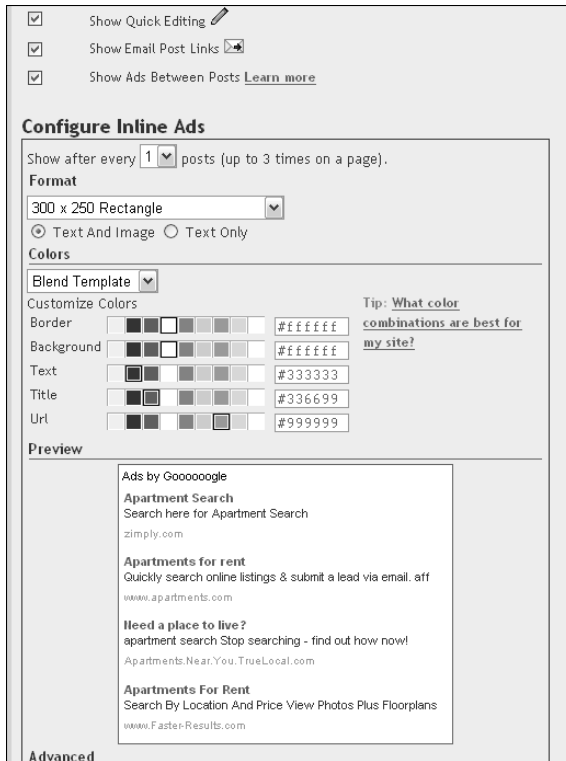 Show Quick Editing
Show Email Post Links
Show Ads Between Posts Learn more
Configure Inline Ads
Show after every 1 posts (up to 3 times on a page).
Format
300 x 250 Rectangle
Text And Image Text Only
Colors
Blend Template
Customize Colors
Tip: What color combinations are best for my site?
Border #ffffff
Background #ffffff
Text #333333
Title #336699
Url #999999
Preview
Ads by Goooooogle
Apartment Search
Search here for Apartment Search
zimply.com
Apartments for rent
Quickly search online listings & submit a lead via email. aff
www.apartments.com
Need a place to live?
apartment search Stop searching - find out how now!
Apartments.Near.You.TrueLocal.com
Apartments For Rent
Search By Location And Price View Photos Plus Floorplans
www.Faster-Results.com
Advanced